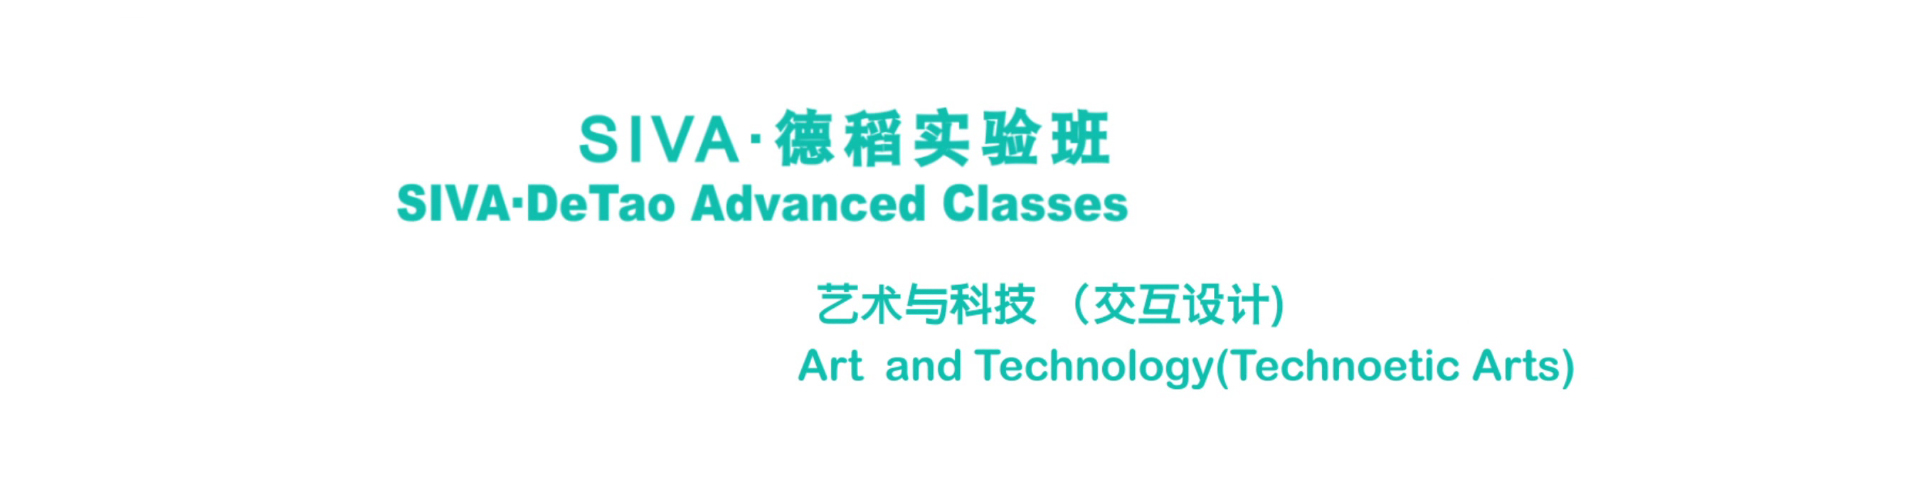 SIVA·德稻实验班
SIVA·DeTao Advanced Classes
艺术与科技 （交互设计)
Art  and Technology(Technoetic Arts)